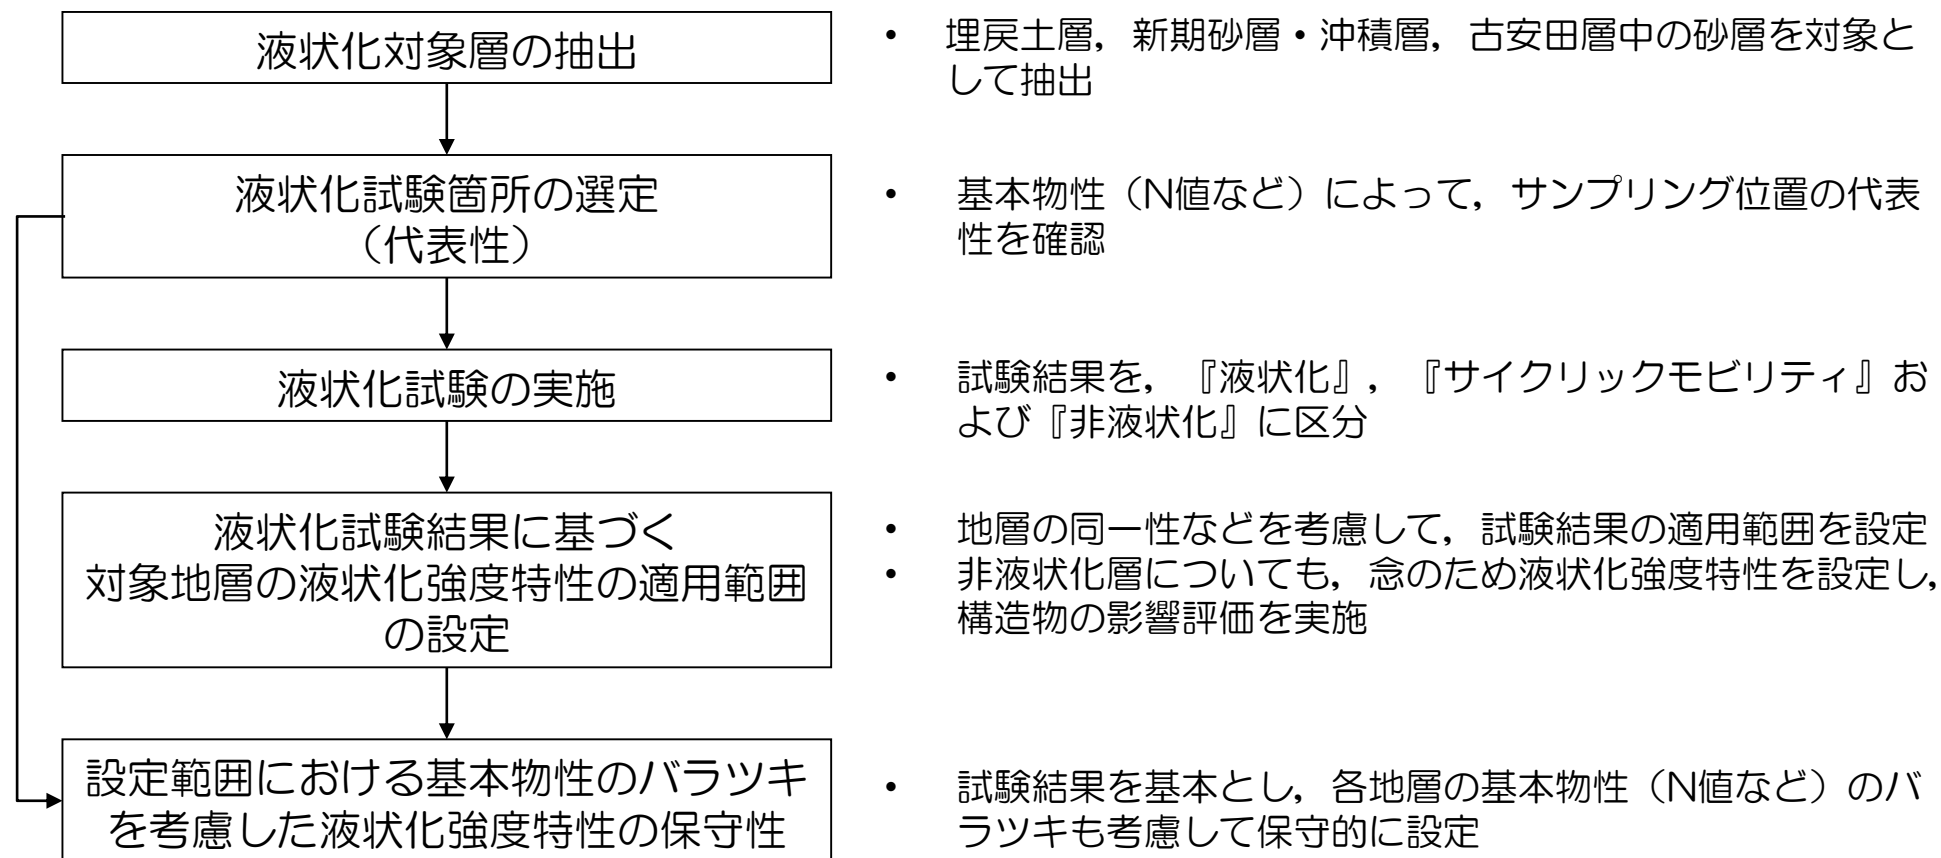 液状化対象層の抽出
• 埋戻土層，新期砂層・沖積層，古安田層中の砂層を対象と
して抽出
液状化試験箇所の選定
（代表性）
• 基本物性（N値など）によって，サンプリング位置の代表
性を確認
液状化試験の実施
• 試験結果を，『液状化』，『サイクリックモビリティ』お
よび『非液状化』に区分
液状化試験結果に基づく
対象地層の液状化強度特性の適用範囲
の設定
• 地層の同一性などを考慮して，試験結果の適用範囲を設定
• 非液状化層についても，念のため液状化強度特性を設定し，
構造物の影響評価を実施
設定範囲における基本物性のバラツキ
を考慮した液状化強度特性の保守性
• 試験結果を基本とし，各地層の基本物性（N値など）のバ
ラツキも考慮して保守的に設定